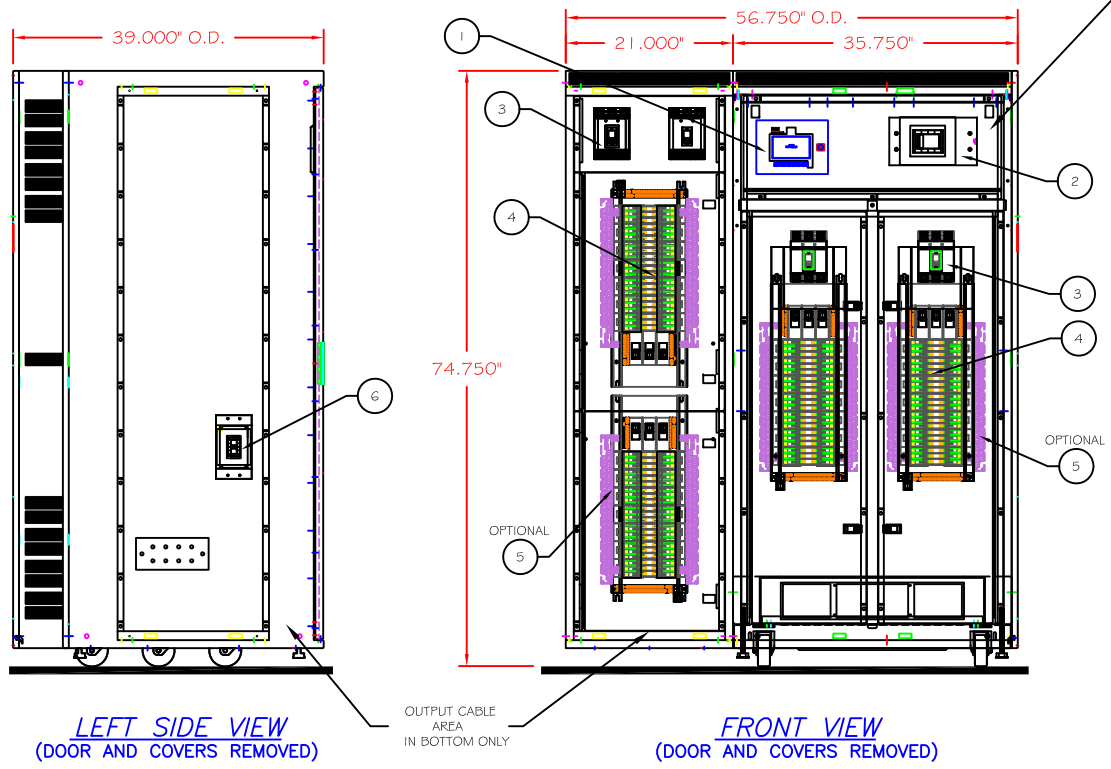 56.750" O.D.
39.000" O.D.
21.000"
35.750"
1
3
2
4
3
4
74.750"
6
OPTIONAL
5
OPTIONAL
5
OUTPUT CABLE
AREA
IN BOTTOM ONLY
LEFT SIDE VIEW
(DOOR AND COVERS REMOVED)
FRONT VIEW
(DOOR AND COVERS REMOVED)